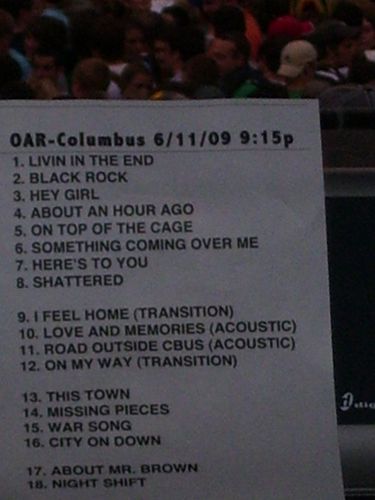 OAR-Columbus 6/11/09 9:15p
1. LIVIN IN THE END
2. BLACK ROCK
3. HEY GIRL
4. ABOUT AN HOUR AGO
5. ON TOP OF THE CAGE
6. SOMETHING COMING OVER ME
7. HERE'S TO YOU
8. SHATTERED
9. I FEEL HOME (TRANSITION)
10. LOVE AND MEMORIES (ACOUSTIC)
11. ROAD OUTSIDE CBUS (ACOUSTIC)
12. ON MY WAY (TRANSITION)
13. THIS TOWN
14. MISSING PIECES
15. WAR SONG
16. CITY ON DOWN
17. ABOUT MR. BROWN
18. NIGHT SHIFT